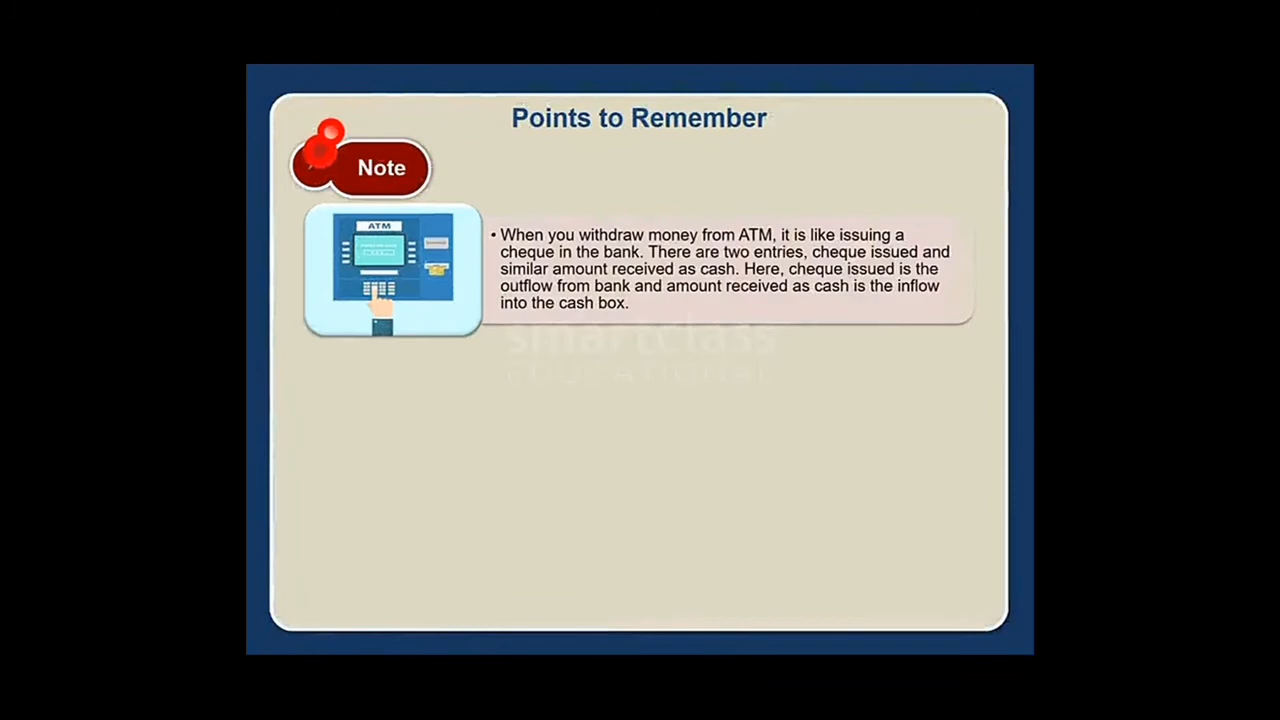 Points to Remember
Note
ATM
• When you withdraw money from ATM, it is like issuing a
cheque in the bank. There are two entries, cheque issued and
similar amount received as cash. Here, cheque issued is the
outflow from bank and amount received as cash is the inflow
into the cash box.
smartclass
EDUCATIONAL